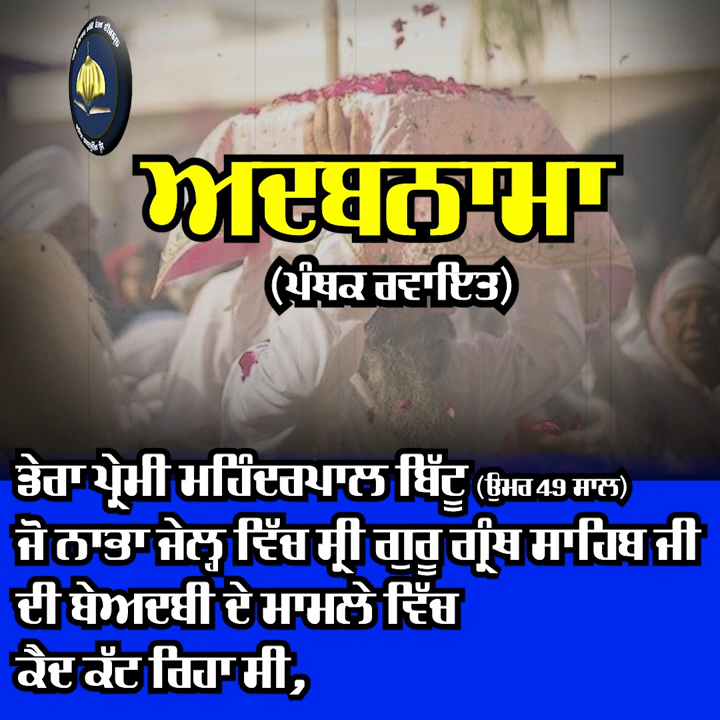 ਅਦਬਨਾਮਾ
(ਪੰਥਕ ਰਵਾਇਤ)
ਡੇਰਾ ਪ੍ਰੇਮੀ ਮਹਿੰਦਰਪਾਲ ਬਿੱਟੂ (ਉਮਰ 49 ਸਾਲ)
ਜੋ ਨਾਭਾ ਜੇਲ੍ਹ ਵਿੱਚ ਸ੍ਰੀ ਗੁਰੂ ਗ੍ਰੰਥ ਸਾਹਿਬ ਜੀ
ਦੀ ਬੇਅਦਬੀ ਦੇ ਮਾਮਲੇ ਵਿੱਚ
ਕੈਦ ਕੱਟ ਰਿਹਾ ਸੀ,